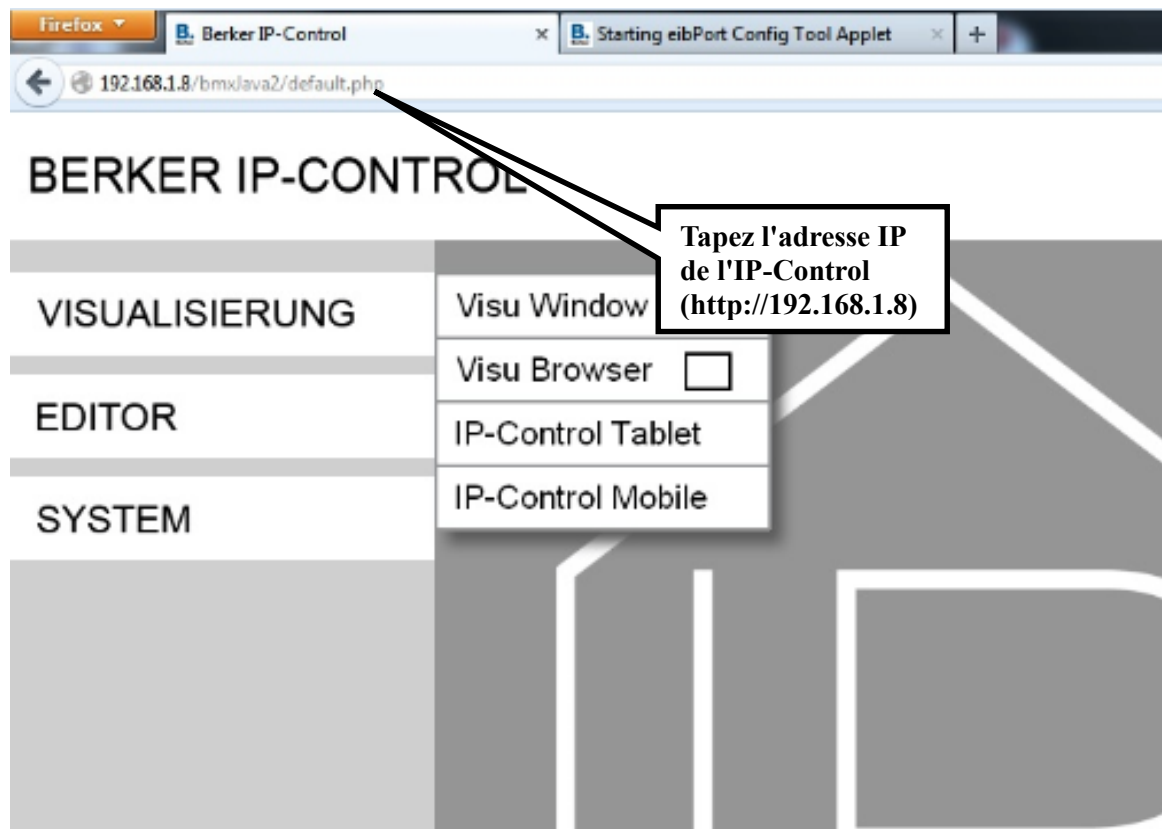 Firefox
B. Berker IP-Control
B. Starting eibPort Config Tool Applet
192.168.1.8/bmxJava2/default.php
BERKER IP-CONTROL
Tapez l'adresse IP
de l'IP-Control
(http://192.168.1.8)
VISUALISIERUNG
EDITOR
SYSTEM
Visu Window
Visu Browser
IP-Control Tablet
IP-Control Mobile
IP